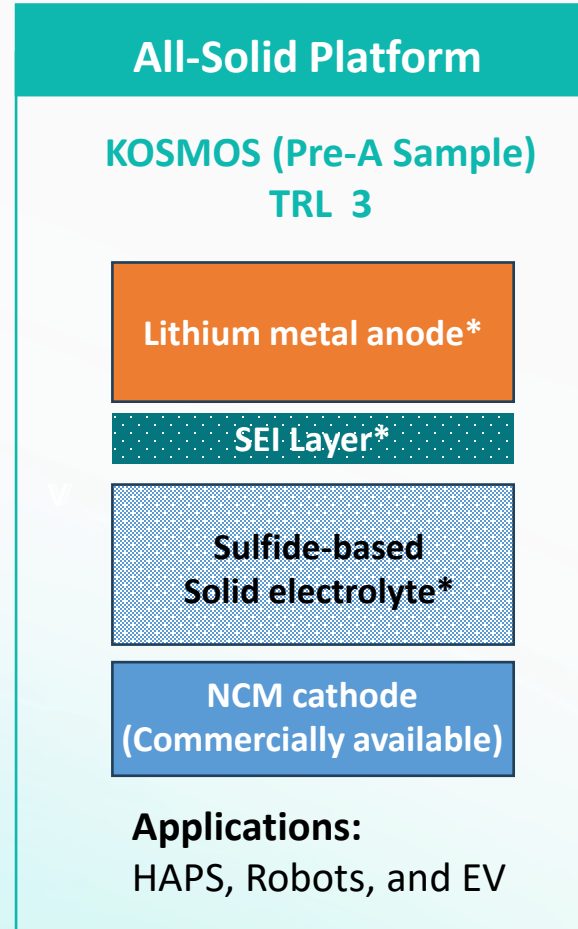 All-Solid Platform
KOSMOS (Pre-A Sample)
TRL 3
Lithium metal anode*
SEI Layer*
v
Sulfide-based
Solid electrolyte*
NCM cathode
(Commercially available)
Applications:
HAPS, Robots, and EV